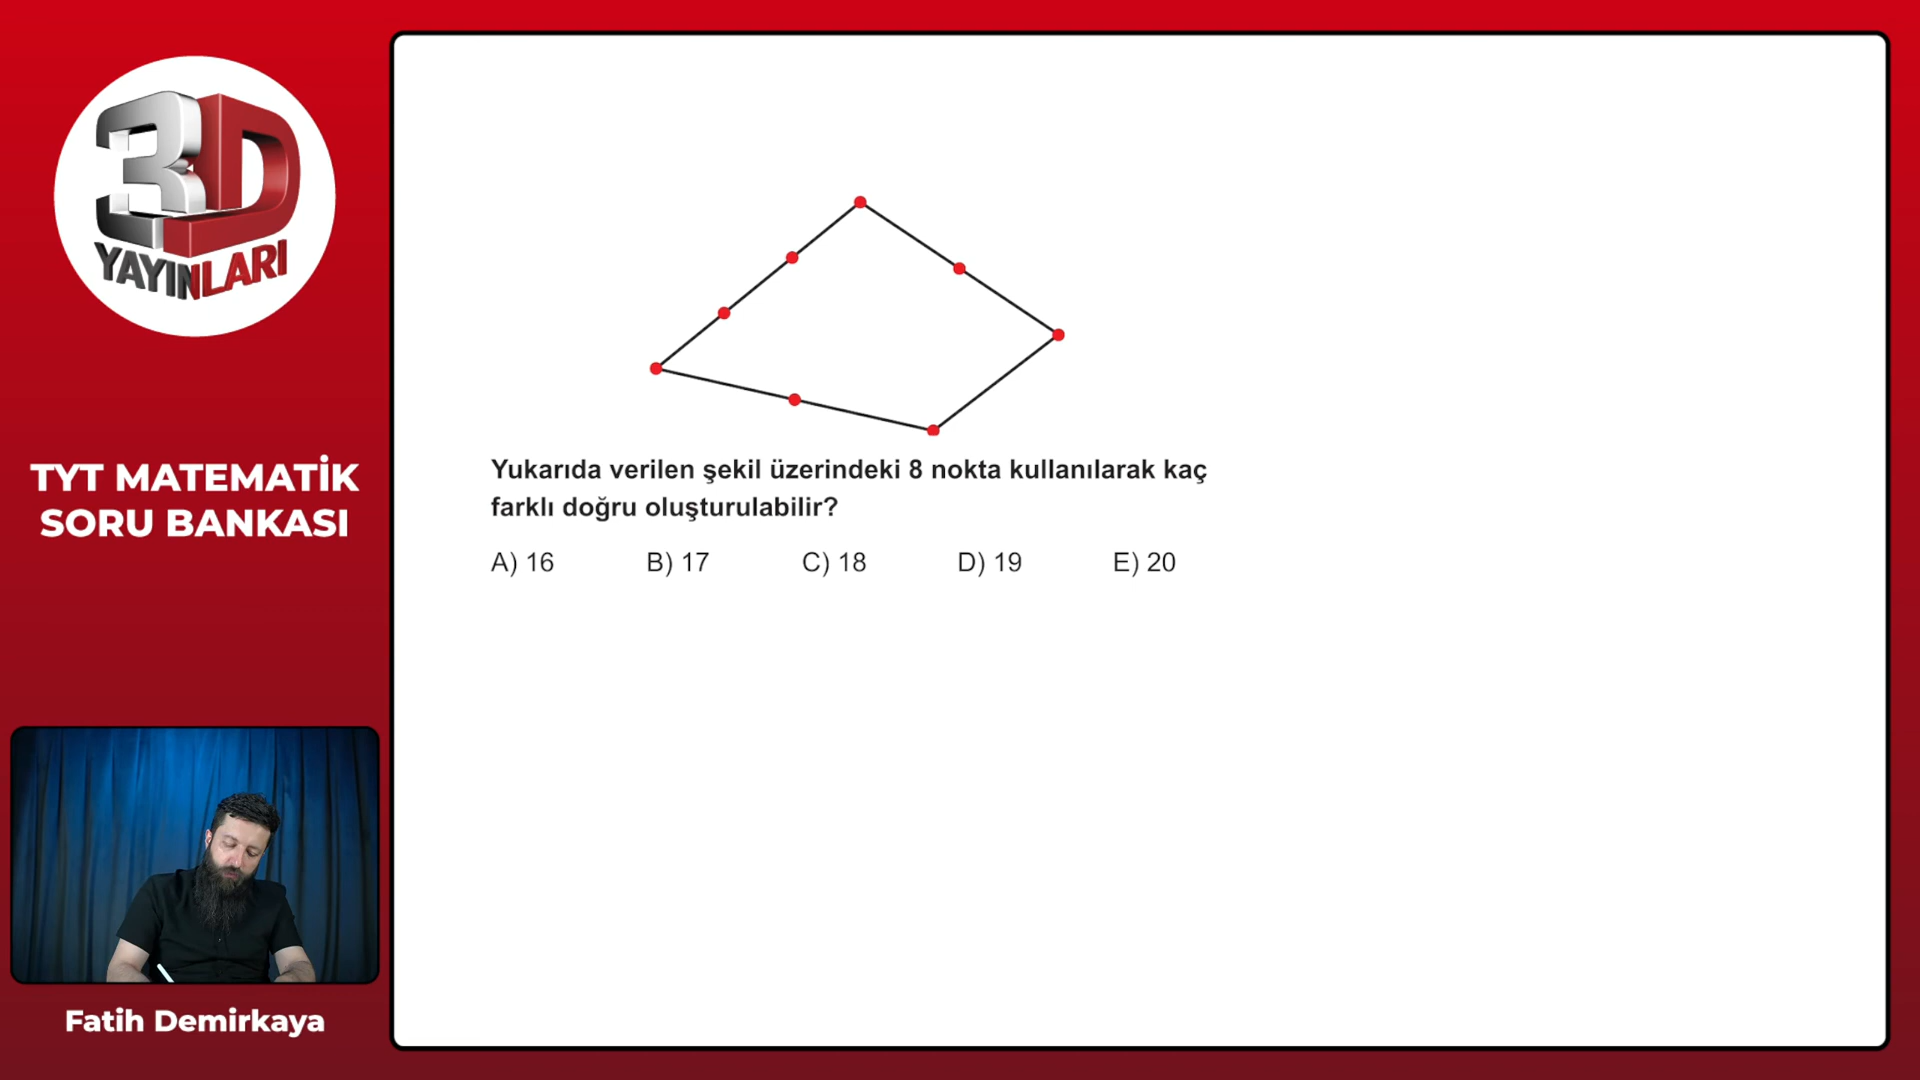 3D
YAYINLARI
TYT MATEMATİK
SORU BANKASI
Fatih Demirkaya
Yukarıda verilen şekil üzerindeki 8 nokta kullanılarak kaç
farklı doğru oluşturulabilir?
A) 16 B) 17 C) 18 D) 19 E) 20